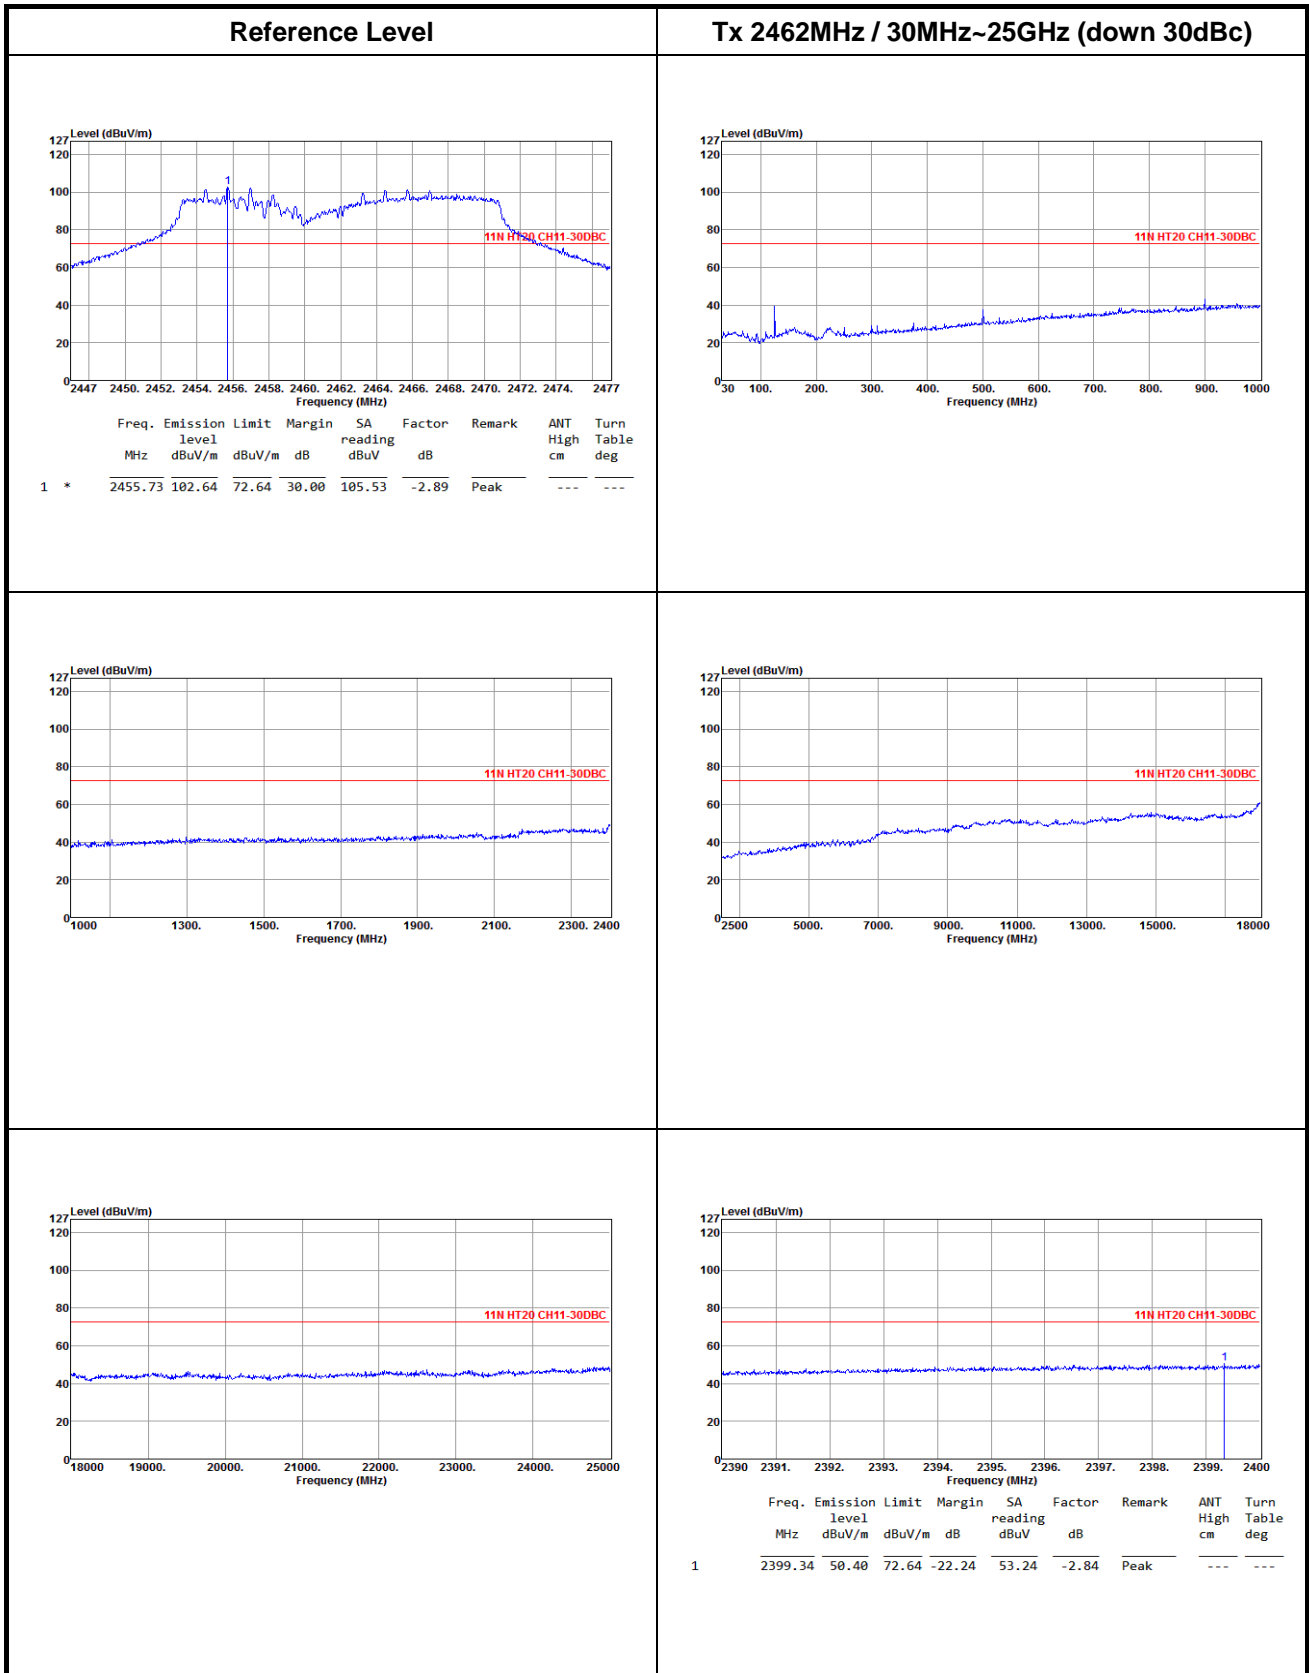 Reference Level
Tx 2462MHz / 30MHz~25GHz (down 30dBc)
127 Level (dBuV/m)
120
100
1
80
11N HT20 CH11-30DBC
60
40
20
0
2447 2450. 2452. 2454. 2456. 2458. 2460. 2462. 2464. 2466. 2468. 2470. 2472. 2474. 2477
Frequency (MHz)
Freq. Emission Limit Margin SA Factor Remark ANT Turn
level reading High Table
MHz dBuV/m dBuV/m dB dBuV dB cm deg
1 * 2455.73 102.64 72.64 30.00 105.53 -2.89 Peak --- ---
127 Level (dBuV/m)
120
100
80
11N HT20 CH11-30DBC
60
40
20
0
30 100. 200. 300. 400. 500. 600. 700. 800. 900. 1000
Frequency (MHz)
127 Level (dBuV/m)
120
100
80
11N HT20 CH11-30DBC
60
40
20
0
1000 1300. 1500. 1700. 1900. 2100. 2300. 2400
Frequency (MHz)
127 Level (dBuV/m)
120
100
80
11N HT20 CH11-30DBC
60
40
20
0
2500 5000. 7000. 9000. 11000. 13000. 15000. 18000
Frequency (MHz)
127 Level (dBuV/m)
120
100
80
11N HT20 CH11-30DBC
60
40
20
0
18000 19000. 20000. 21000. 22000. 23000. 24000. 25000
Frequency (MHz)
127 Level (dBuV/m)
120
100
80
11N HT20 CH11-30DBC
60
1
40
20
0
2390 2391. 2392. 2393. 2394. 2395. 2396. 2397. 2398. 2399. 2400
Frequency (MHz)
Freq. Emission Limit Margin SA Factor Remark ANT Turn
level reading High Table
MHz dBuV/m dBuV/m dB dBuV dB cm deg
1 2399.34 50.40 72.64 -22.24 53.24 -2.84 Peak --- ---